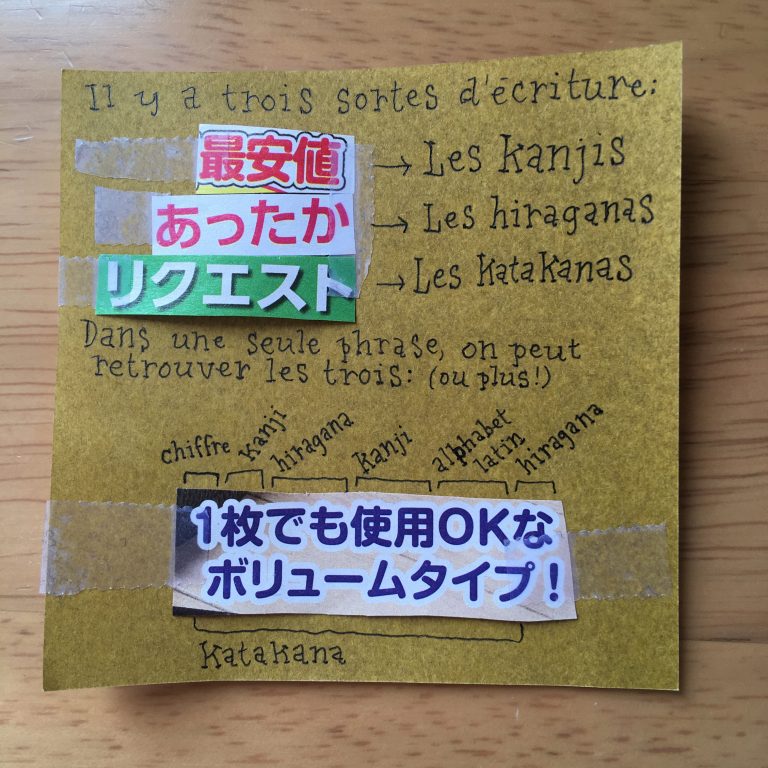 Il y a trois sortes d'écriture:
最安値 → Les kanjis
あったか → Les hiraganas
リクエスト → Les katakanas
Dans une seule phrase, on peut
retrouver les trois: (ou plus!)
chiffre kanji hiragana kanji alphabet latin hiragana
1枚でも使用OKな
ボリュームタイプ!
Katakana